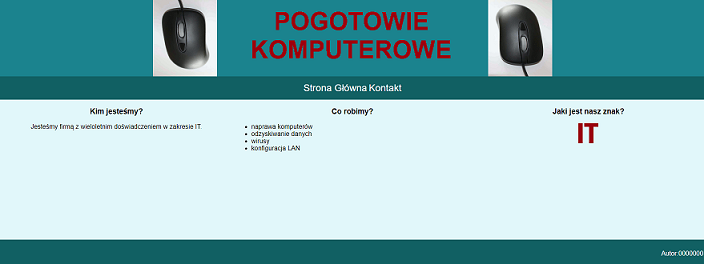 POGOTOWIE
KOMPUTEROWE
Strona Główna Kontakt
Kim jesteśmy?
Jesteśmy firmą z wieloletnim doświadczeniem w zakresie IT.
Co robimy?
naprawa komputerów
odzyskiwanie danych
wirusy
konfiguracja LAN
Jaki jest nasz znak?
IT
Autor:0000000